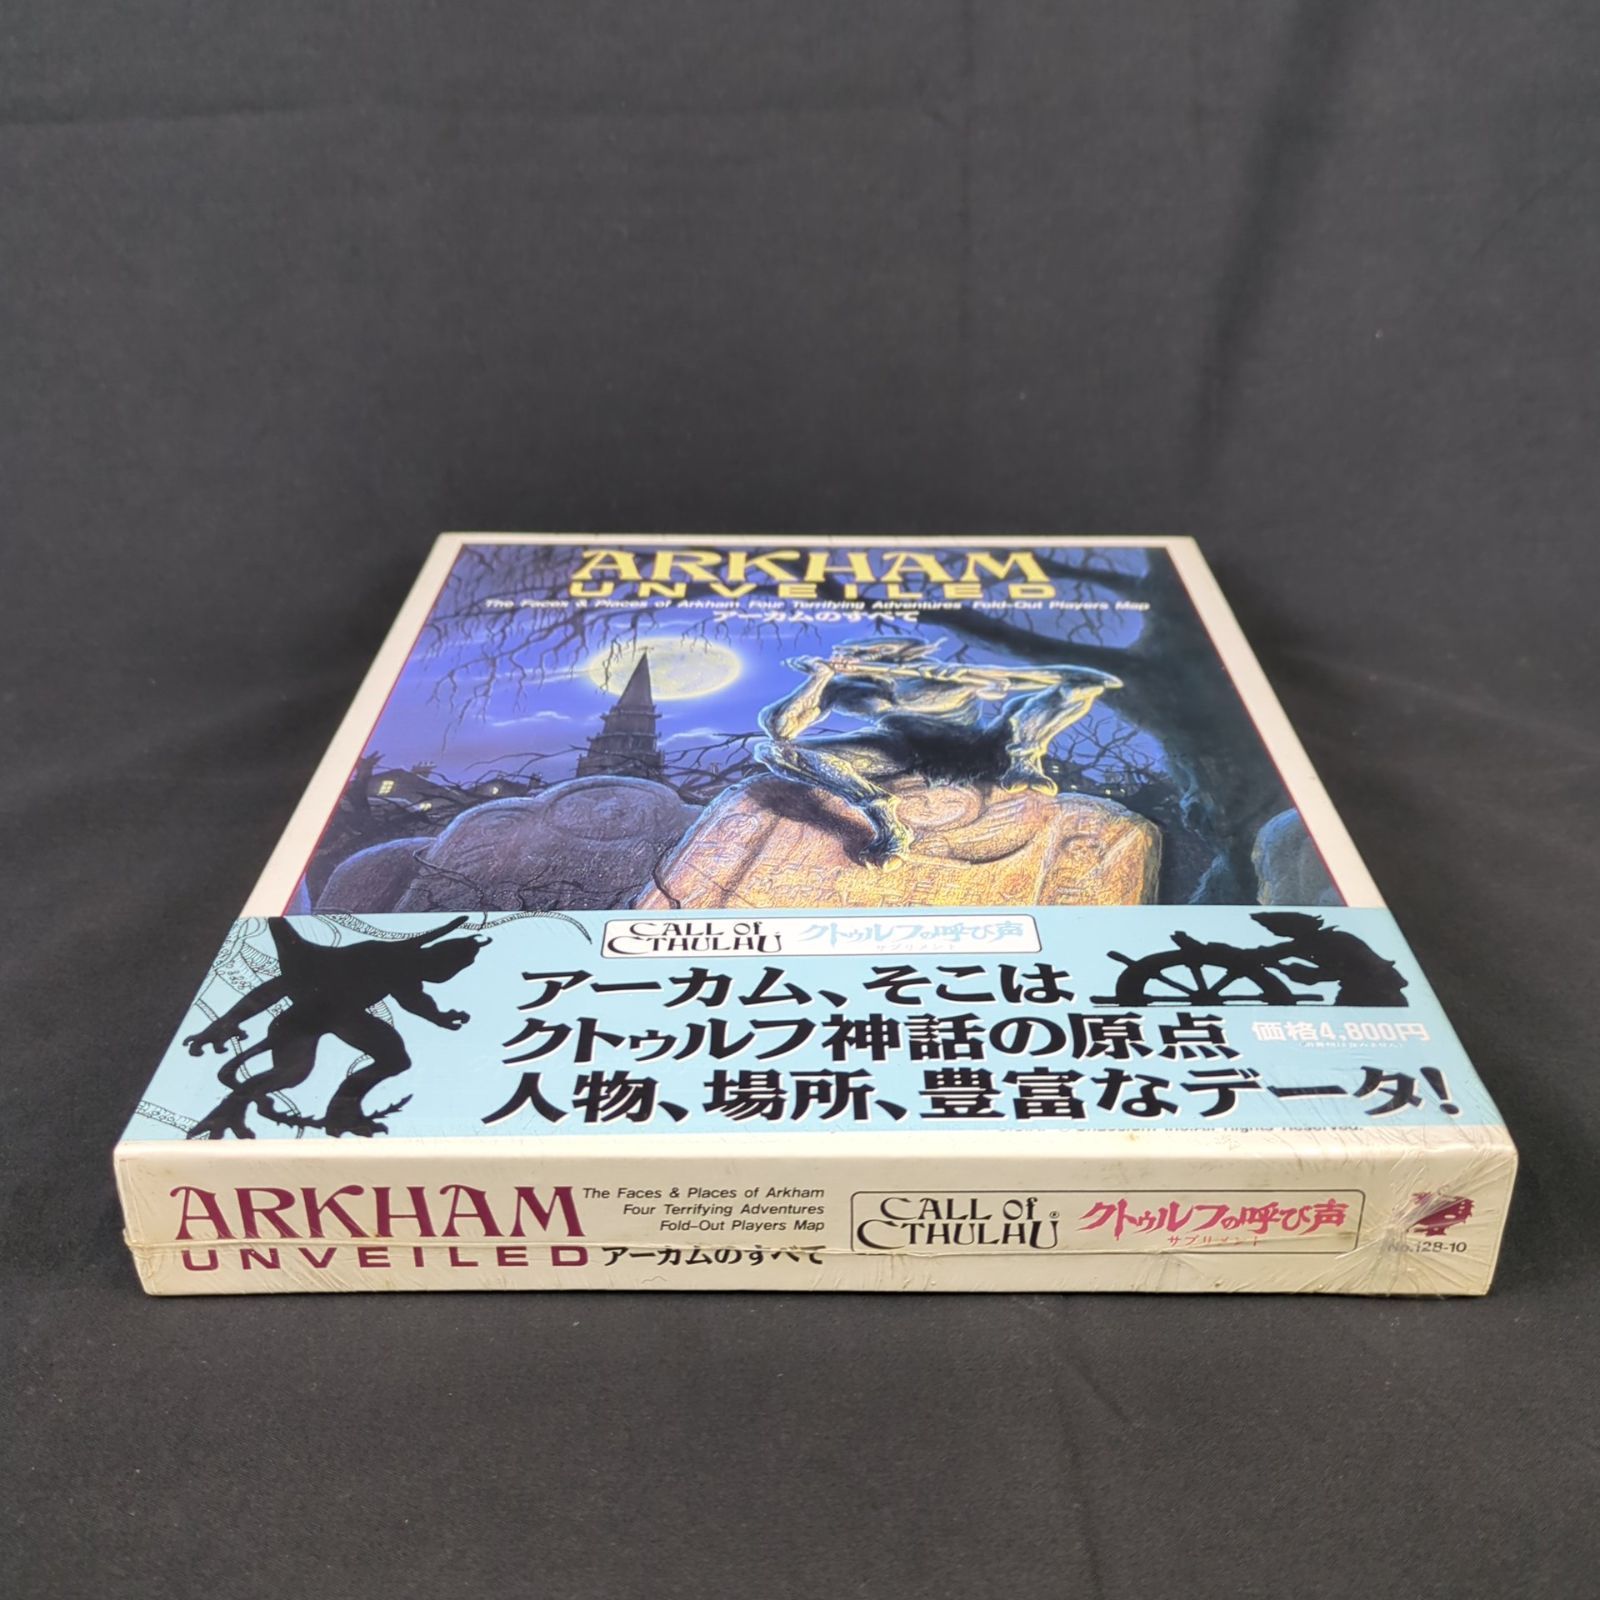 ARKHAM
UNVEILED
The Faces & Places of Arkham Four Terrifying Adventures Fold-Out Players Map
アーカムのすべて
CALL of CTHULHU クトゥルフの呼び声
サプリメント
アーカム、そこは
クトゥルフ神話の原点
価格4,800円
人物、場所、豊富なデータ!
Inc. All Rights Reserved.
ARKHAM
UNVEILED
The Faces & Places of Arkham
Four Terrifying Adventures
Fold-Out Players Map
アーカムのすべて
CALL of CTHULHU® クトゥルフの呼び声
サプリメント
No.128-10